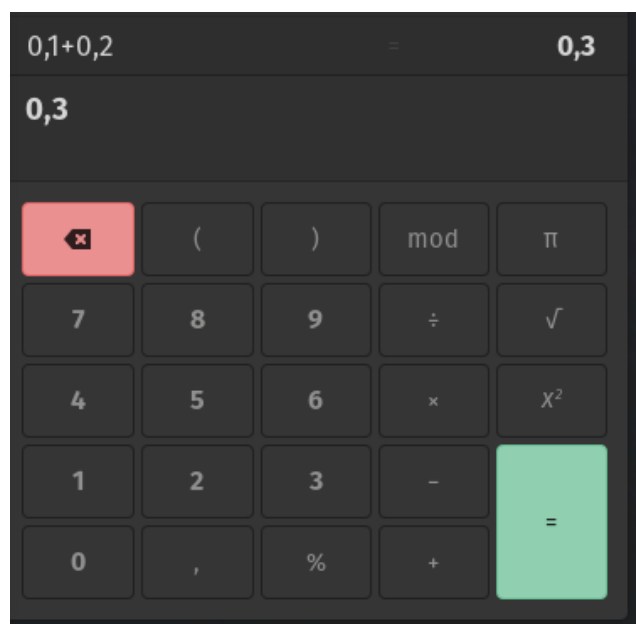 0,1+0,2 = 0,3
0,3
( ) mod π
7 8 9 ÷ √
4 5 6 × X²
1 2 3 −
=
0 , % +